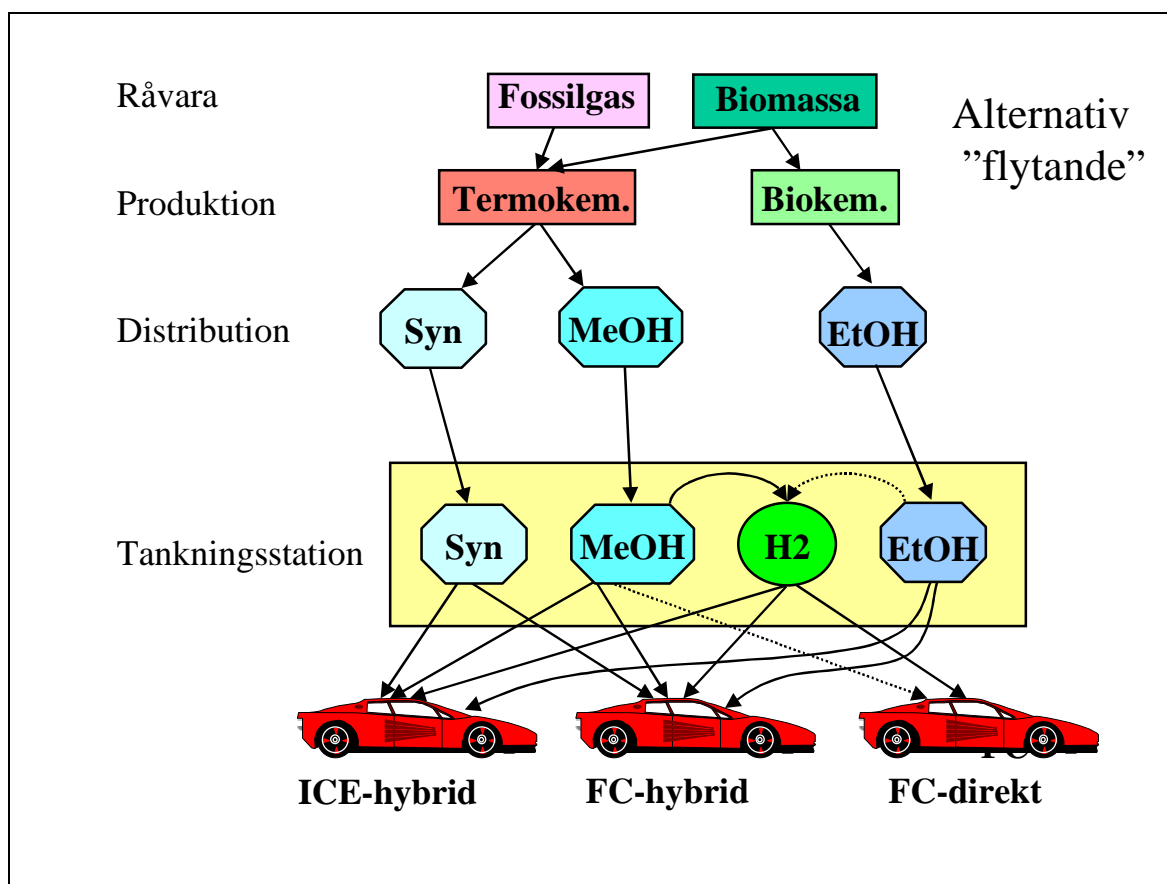 Råvara
Fossilgas
Biomassa
Alternativ
”flytande”
Produktion
Termokem.
Biokem.
Distribution
Syn
MeOH
EtOH
Tankningsstation
Syn
MeOH
H2
EtOH
ICE-hybrid
FC-hybrid
FC-direkt